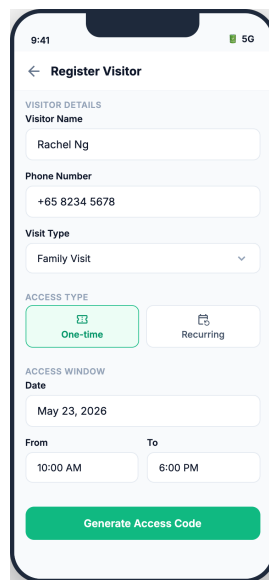 9:41
5G
Register Visitor
VISITOR DETAILS
Visitor Name
Rachel Ng
Phone Number
+65 8234 5678
Visit Type
Family Visit
ACCESS TYPE
One-time
Recurring
ACCESS WINDOW
Date
May 23, 2026
From To
10:00 AM 6:00 PM
Generate Access Code